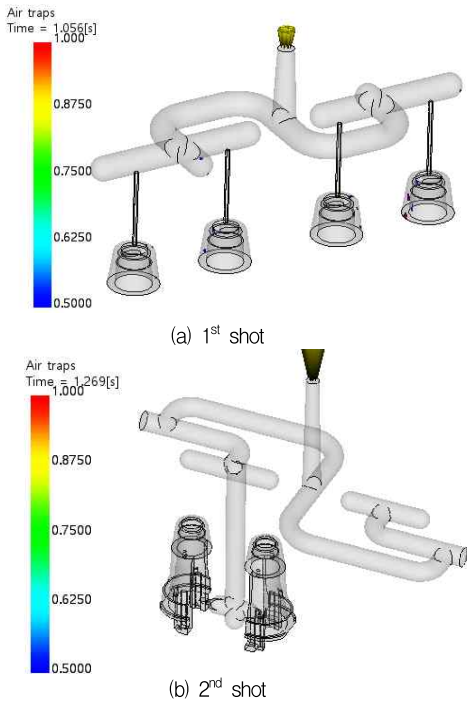 Air traps
Time = 1.056[s]
1.000
0.8750
0.7500
0.6250
0.5000
(a) 1st shot
Air traps
Time = 1.269[s]
1.000
0.8750
0.7500
0.6250
0.5000
(b) 2nd shot